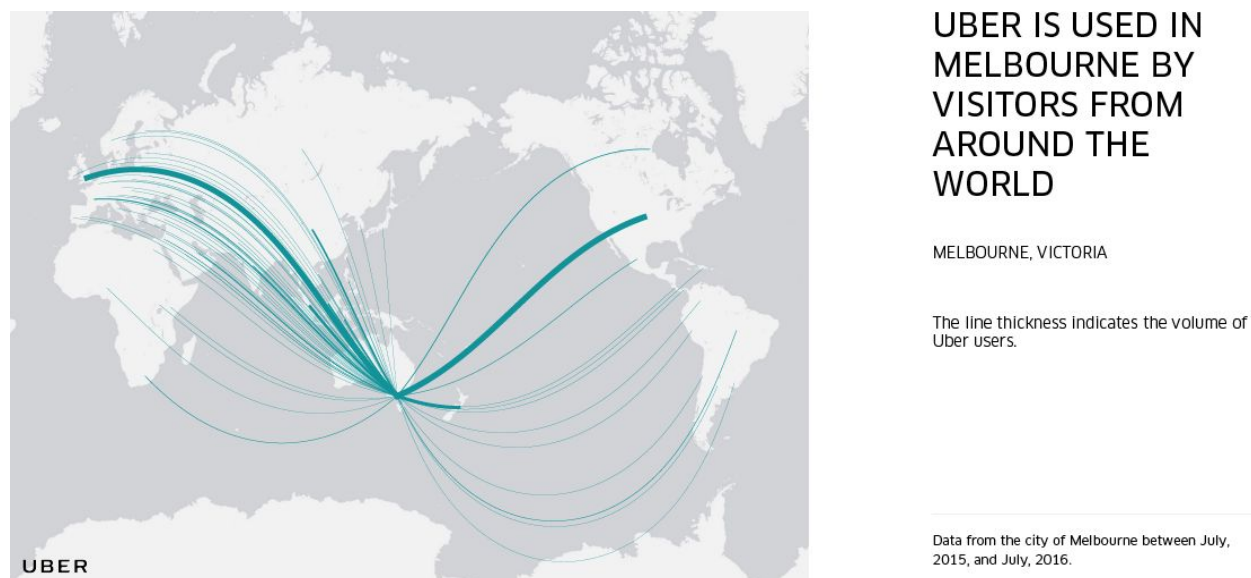 UBER IS USED IN
MELBOURNE BY
VISITORS FROM
AROUND THE
WORLD
MELBOURNE, VICTORIA
The line thickness indicates the volume of
Uber users.
Data from the city of Melbourne between July,
2015, and July, 2016.
UBER